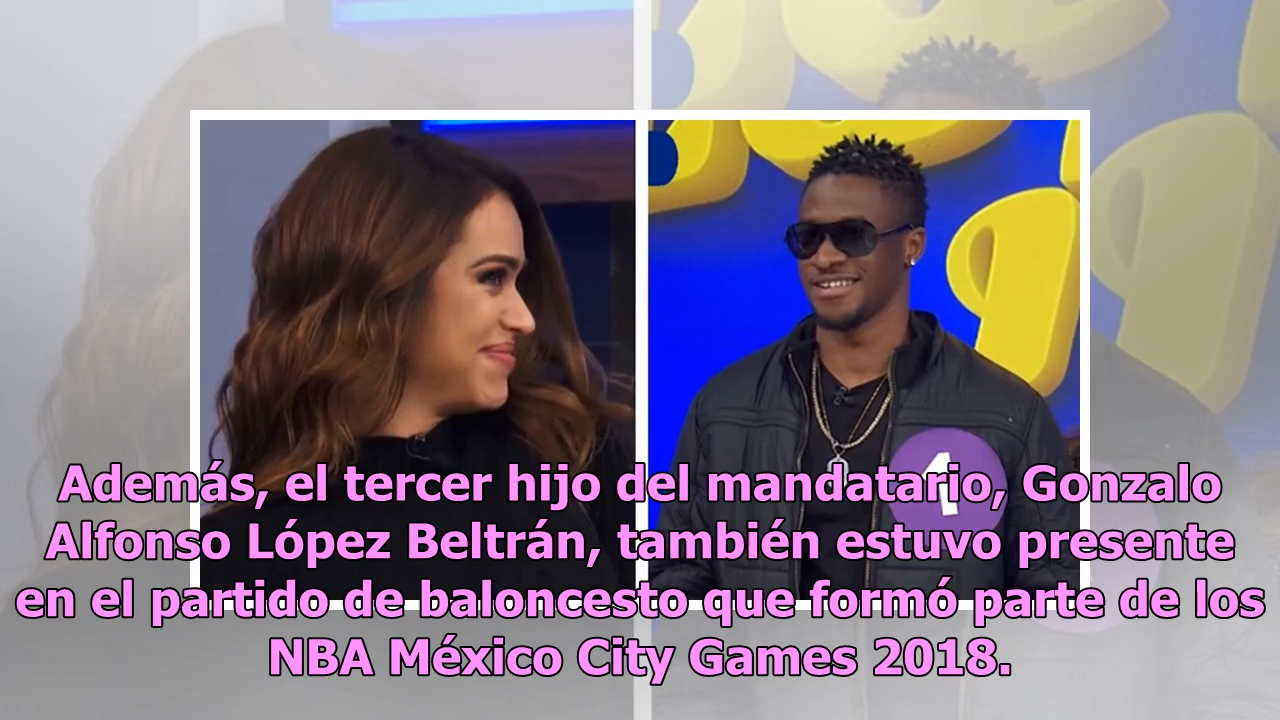 1
Además, el tercer hijo del mandatario, Gonzalo
Alfonso López Beltrán, también estuvo presente
en el partido de baloncesto que formó parte de los
NBA México City Games 2018.